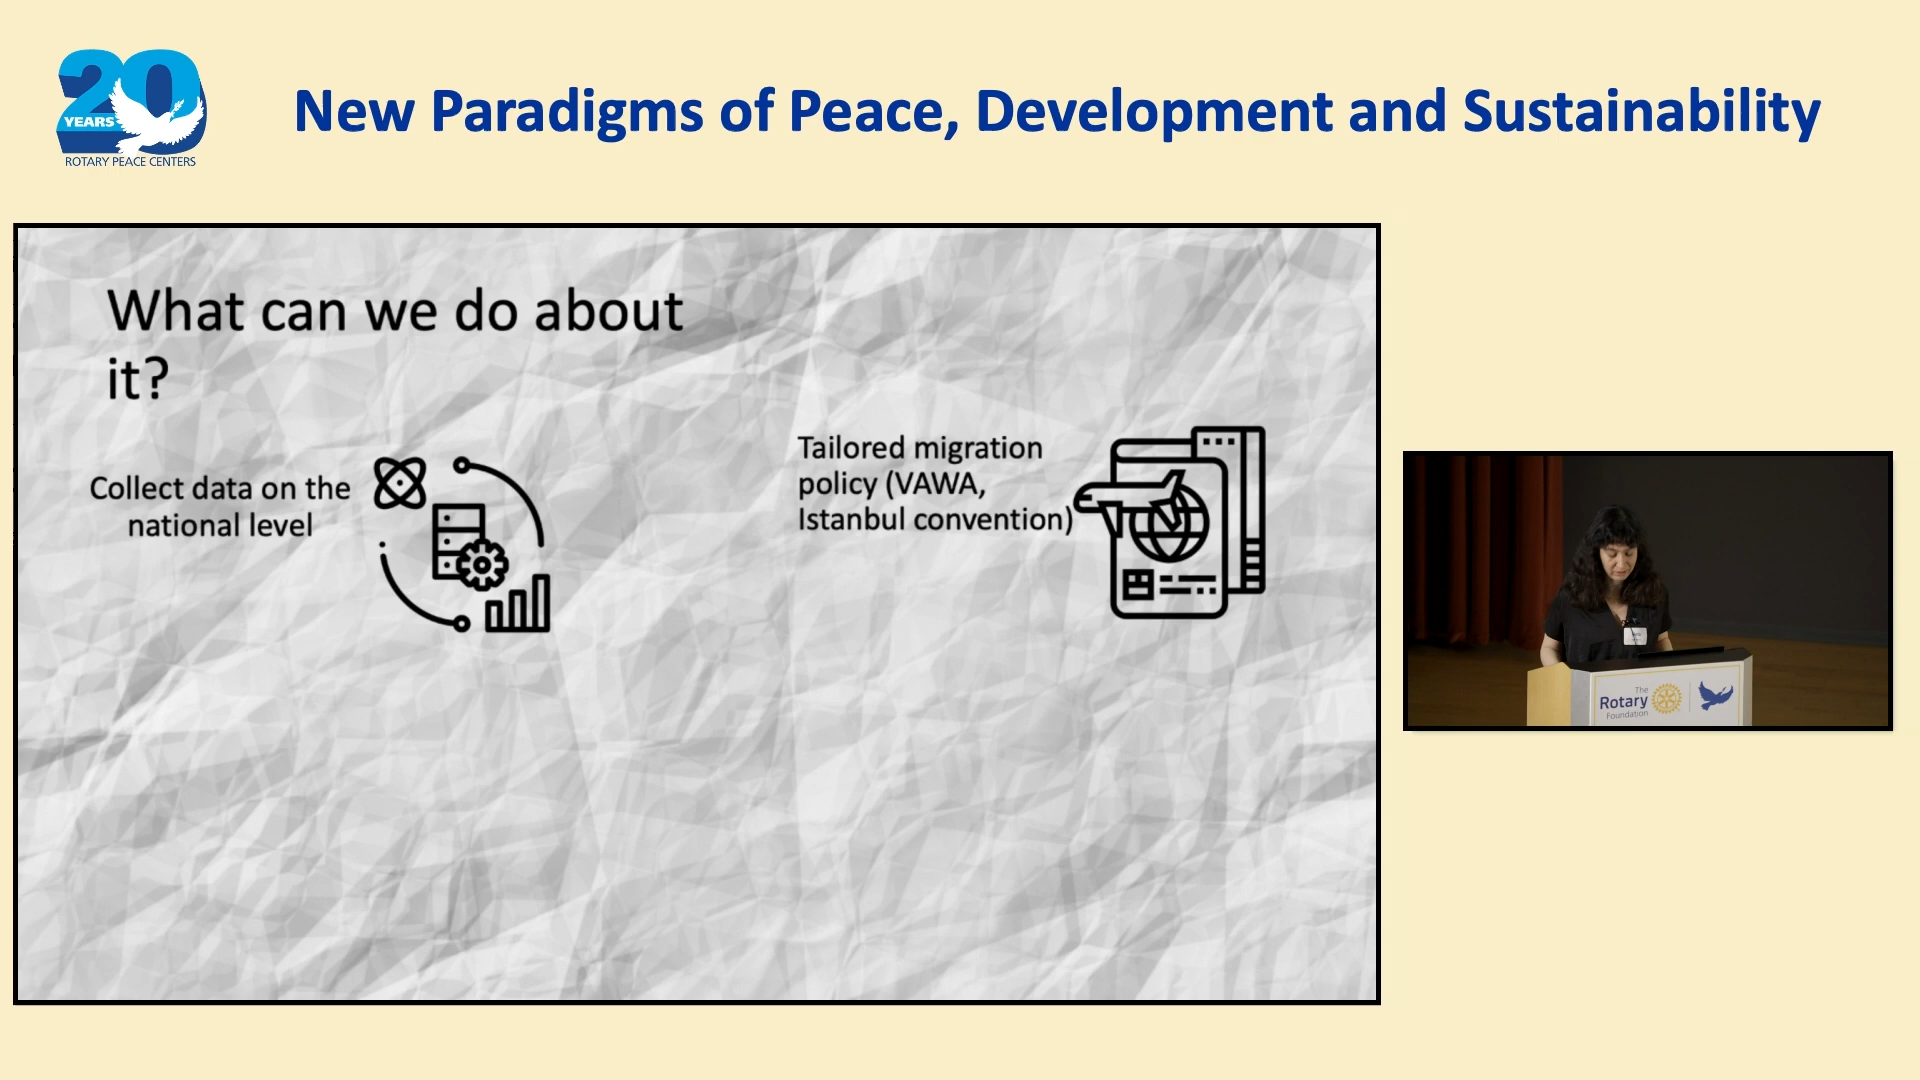 20
YEARS
ROTARY PEACE CENTERS
New Paradigms of Peace, Development and Sustainability
What can we do about
it?
Collect data on the
national level
Tailored migration
policy (VAWA,
Istanbul convention)
The
Rotary
Foundation